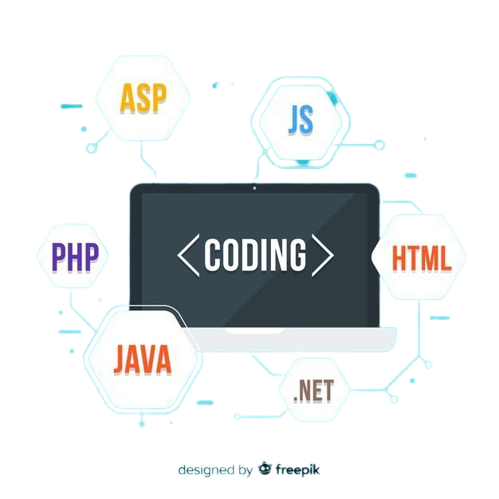 ASP
JS
<CODING>
PHP
HTML
JAVA
.NET
designed by freepik